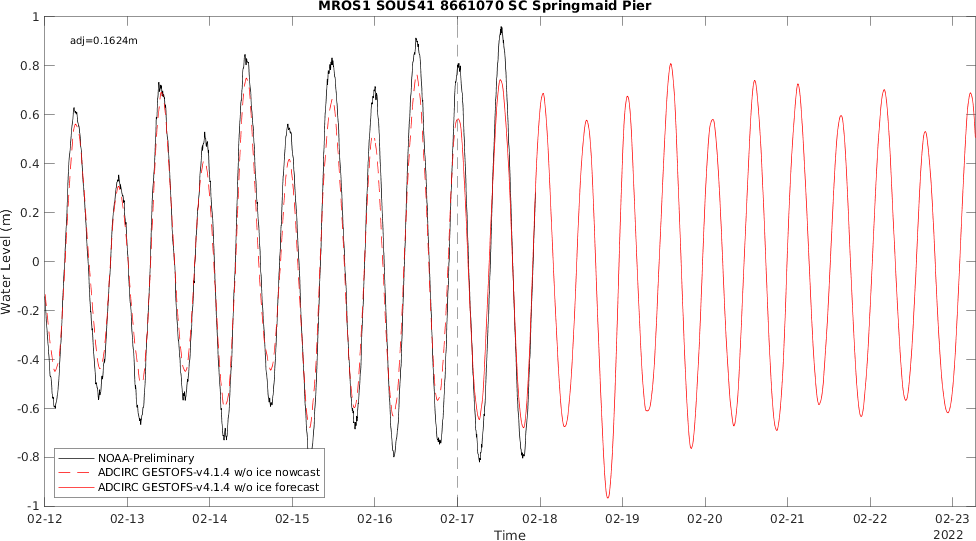 MROS1 SOUS41 8661070 SC Springmaid Pier
adj=0.1624m
1
0.8
0.6
0.4
0.2
0
-0.2
-0.4
-0.6
-0.8
-1
Water Level (m)
NOAA-Preliminary
ADCIRC GESTOFS-v4.1.4 w/o ice nowcast
ADCIRC GESTOFS-v4.1.4 w/o ice forecast
02-12 02-13 02-14 02-15 02-16 02-17 02-18 02-19 02-20 02-21 02-22 02-23
Time
2022